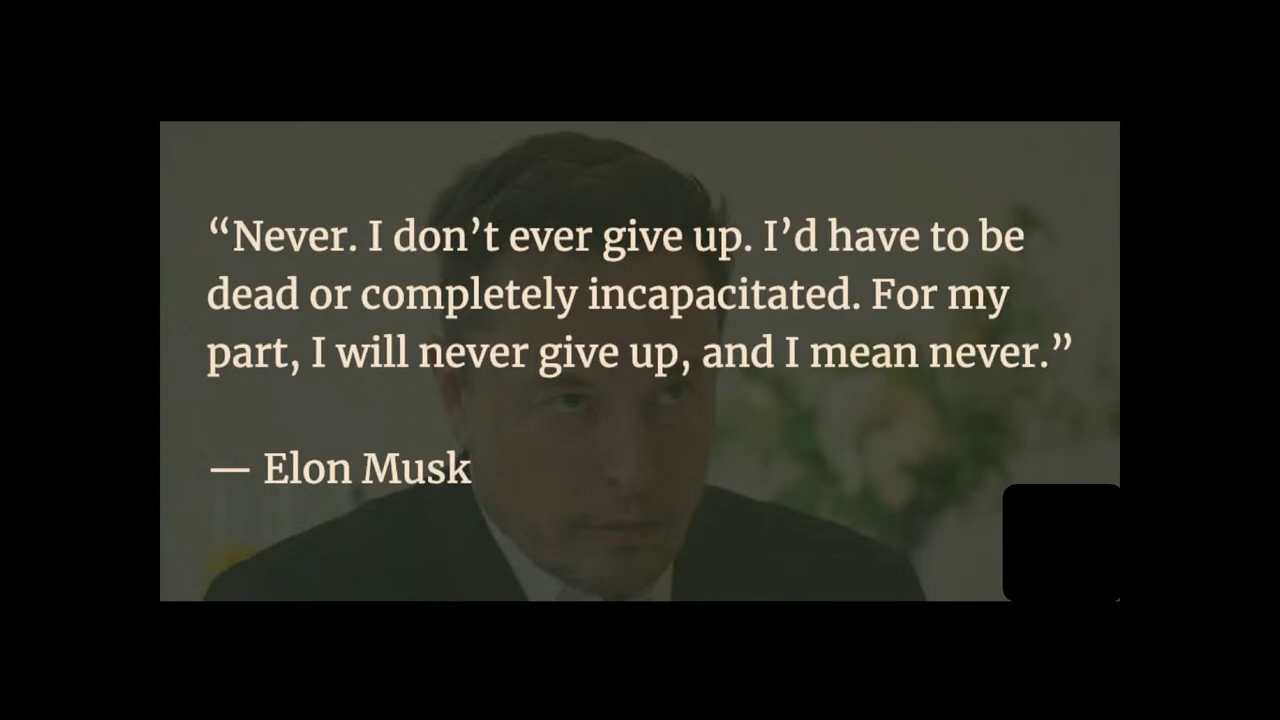 “Never. I don’t ever give up. I’d have to be
dead or completely incapacitated. For my
part, I will never give up, and I mean never.”
— Elon Musk